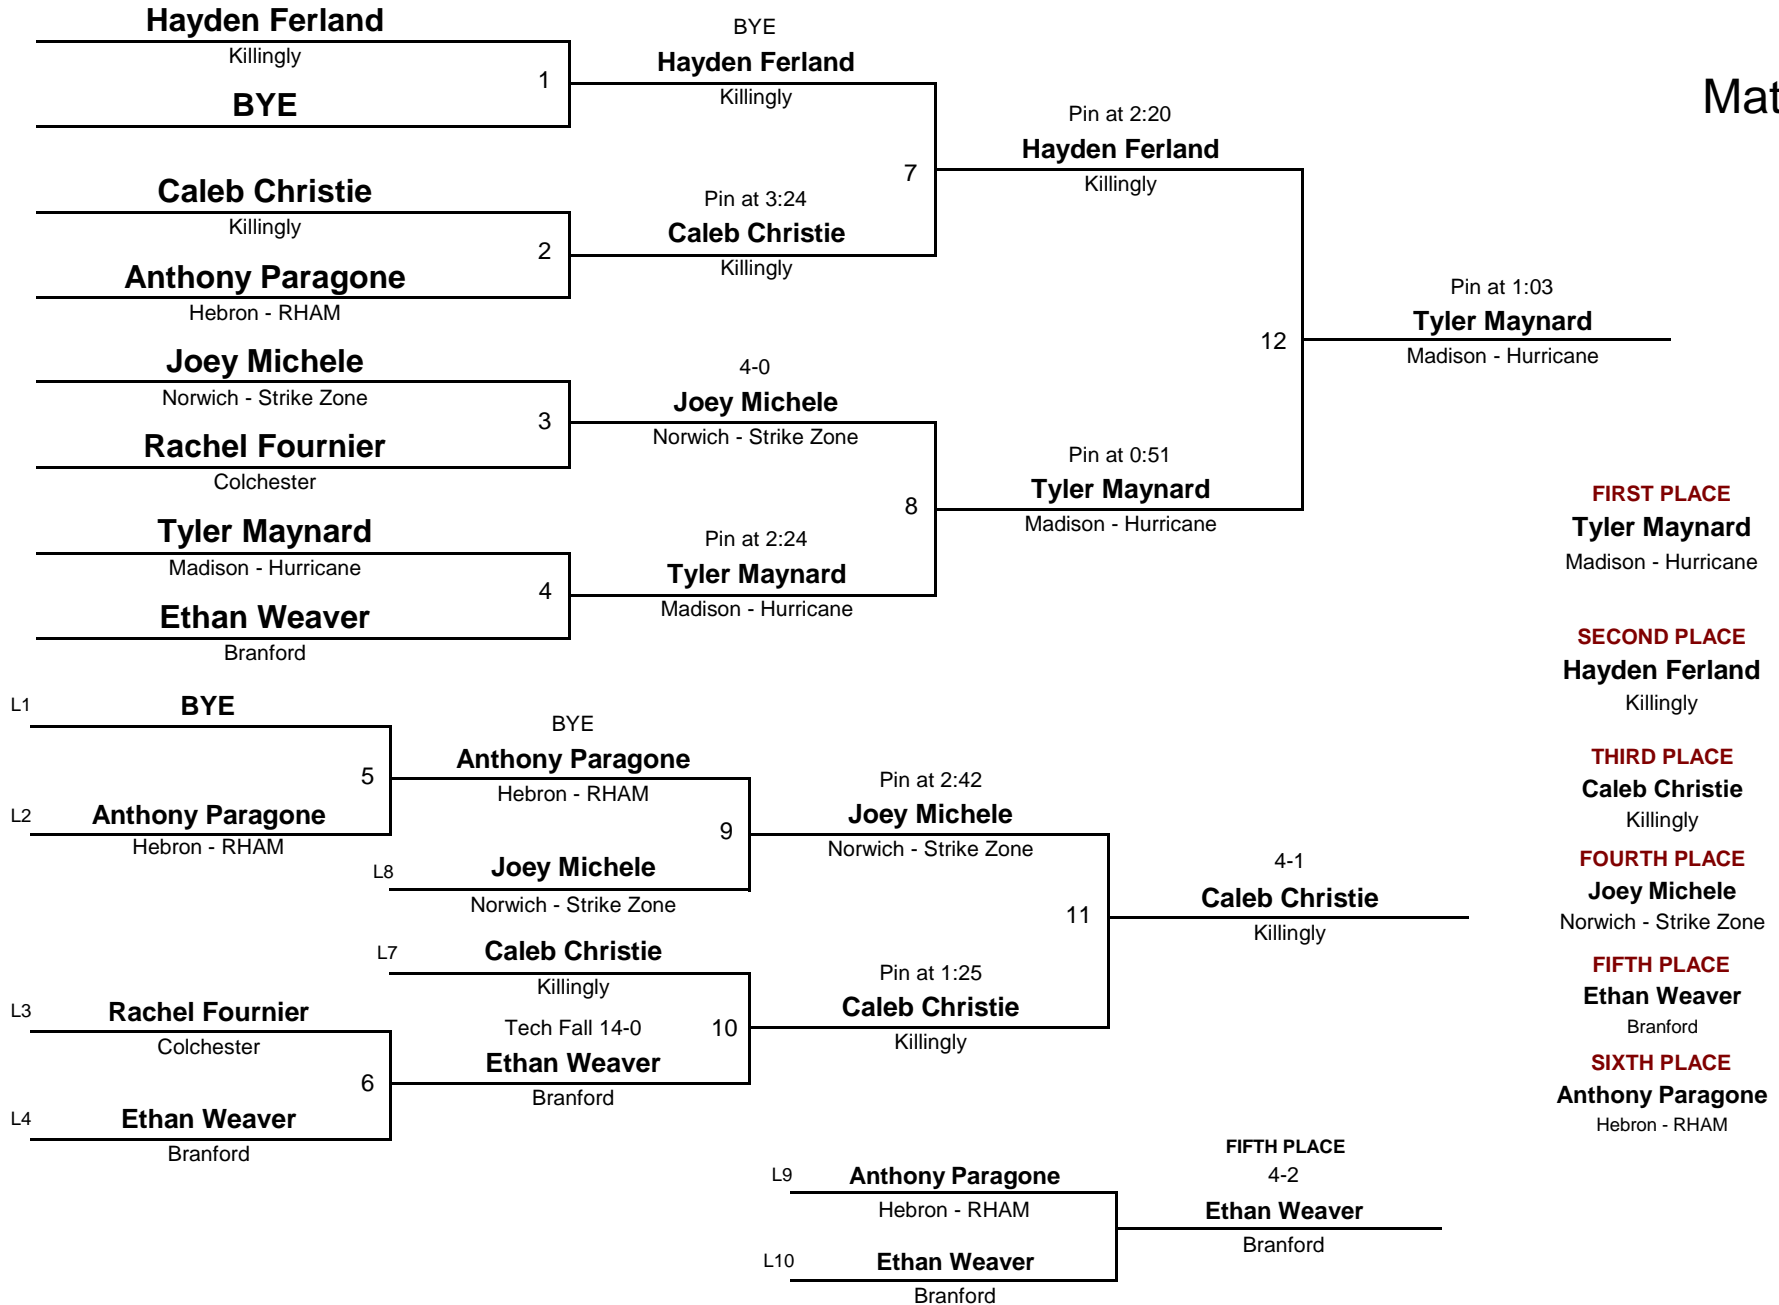 Hayden Ferland
Killingly
1
BYE
BYE
Hayden Ferland
Killingly
Mat
Caleb Christie
Killingly
2
Anthony Paragone
Hebron - RHAM
Pin at 3:24
Caleb Christie
Killingly
7
Pin at 2:20
Hayden Ferland
Killingly
Joey Michele
Norwich - Strike Zone
3
Rachel Fournier
Colchester
4-0
Joey Michele
Norwich - Strike Zone
Tyler Maynard
Madison - Hurricane
4
Ethan Weaver
Branford
Pin at 2:24
Tyler Maynard
Madison - Hurricane
8
Pin at 0:51
Tyler Maynard
Madison - Hurricane
12
Pin at 1:03
Tyler Maynard
Madison - Hurricane
FIRST PLACE
Tyler Maynard
Madison - Hurricane
SECOND PLACE
Hayden Ferland
Killingly
THIRD PLACE
Caleb Christie
Killingly
FOURTH PLACE
Joey Michele
Norwich - Strike Zone
FIFTH PLACE
Ethan Weaver
Branford
SIXTH PLACE
Anthony Paragone
Hebron - RHAM
L1
BYE
5
L2
Anthony Paragone
Hebron - RHAM
BYE
Anthony Paragone
Hebron - RHAM
9
L8
Joey Michele
Norwich - Strike Zone
Pin at 2:42
Joey Michele
Norwich - Strike Zone
L7
Caleb Christie
Killingly
L3
Rachel Fournier
Colchester
6
L4
Ethan Weaver
Branford
Tech Fall 14-0
10
Ethan Weaver
Branford
Pin at 1:25
Caleb Christie
Killingly
11
4-1
Caleb Christie
Killingly
L9
Anthony Paragone
Hebron - RHAM
L10
Ethan Weaver
Branford
FIFTH PLACE
4-2
Ethan Weaver
Branford